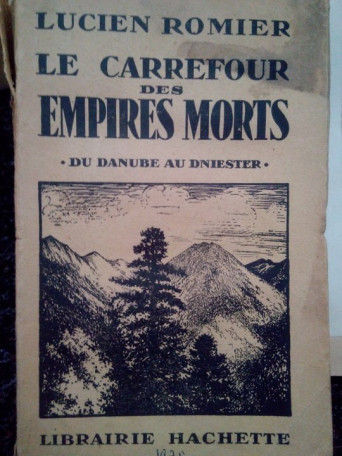 LUCIEN ROMIER
LE CARREFOUR
DES
EMPIRES MORTS
• DU DANUBE AU DNIESTER •
LIBRAIRIE HACHETTE